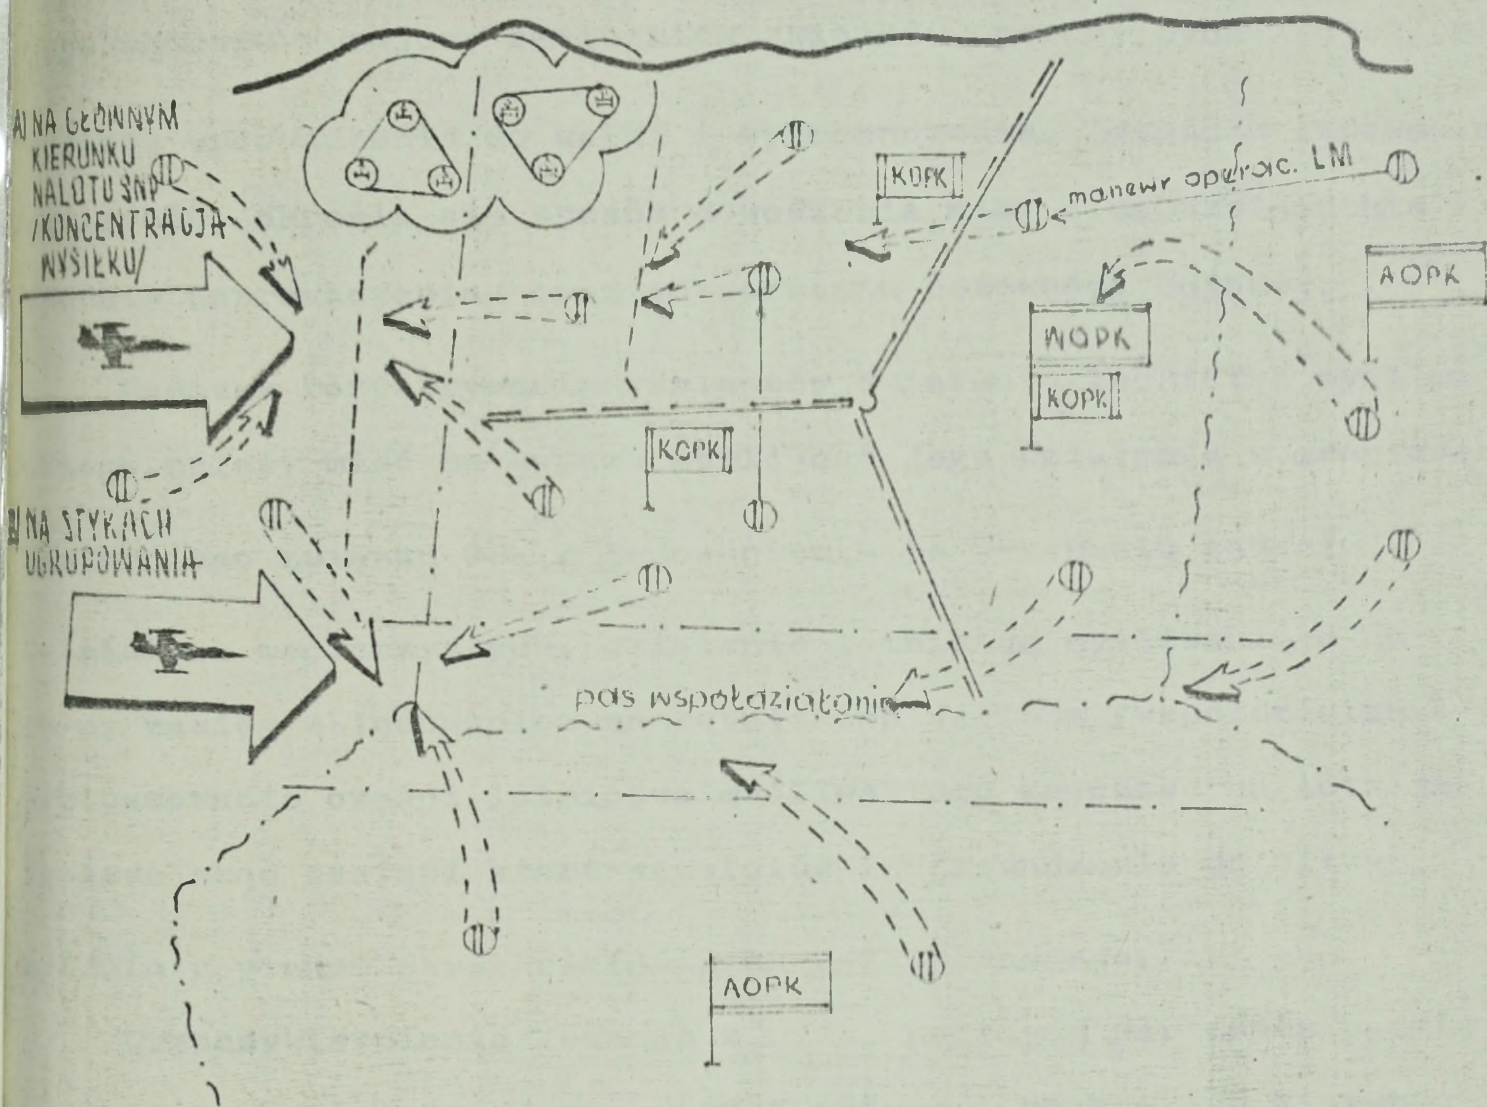 A/ NA GŁÓWNYM
KIERUNKU
NALOTU SNP
/KONCENTRACJA
WYSIŁKU/
KOPK
manewr operac. LM
AOPK
WOPK
KOPK
KOPK
B/ NA STYKACH
UGRUPOWANIA
pas współdziałania
AOPK